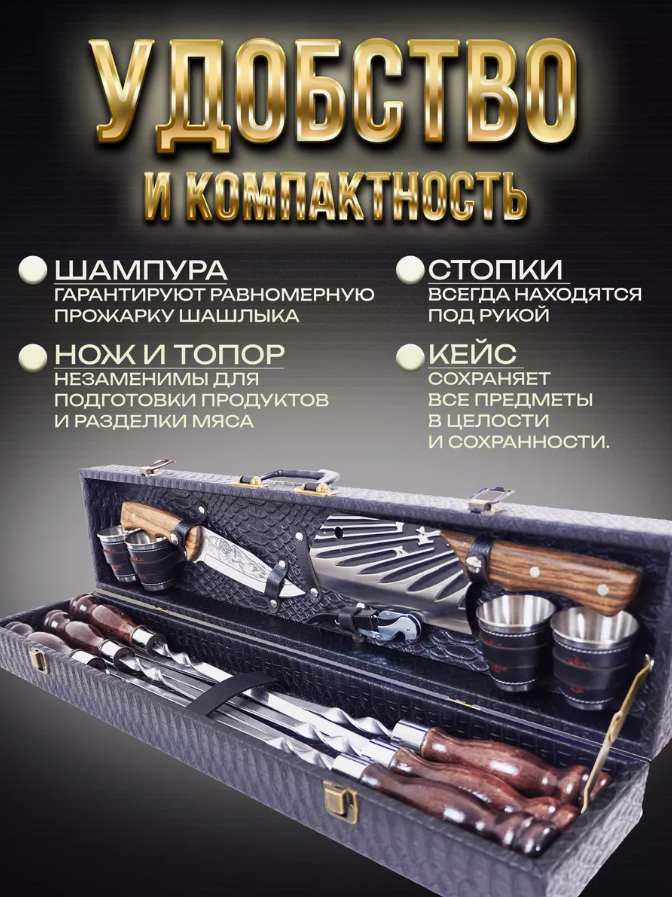 УДОБСТВО
И КОМПАКТНОСТЬ
ШАМПУРА
ГАРАНТИРУЮТ РАВНОМЕРНУЮ
ПРОЖАРКУ ШАШЛЫКА
СТОПКИ
ВСЕГДА НАХОДЯТСЯ
ПОД РУКОЙ
НОЖ И ТОПОР
НЕЗАМЕНИМЫ ДЛЯ
ПОДГОТОВКИ ПРОДУКТОВ
И РАЗДЕЛКИ МЯСА
КЕЙС
СОХРАНЯЕТ
ВСЕ ПРЕДМЕТЫ
В ЦЕЛОСТИ
И СОХРАННОСТИ.